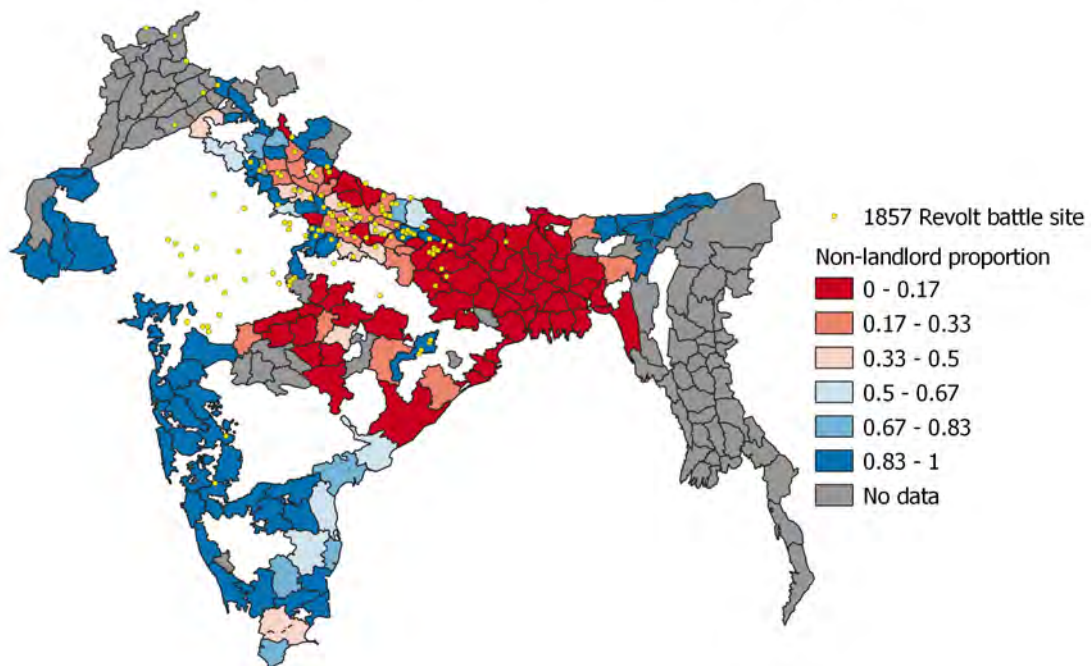 1857 Revolt battle site
Non-landlord proportion
0 - 0.17
0.17 - 0.33
0.33 - 0.5
0.5 - 0.67
0.67 - 0.83
0.83 - 1
No data